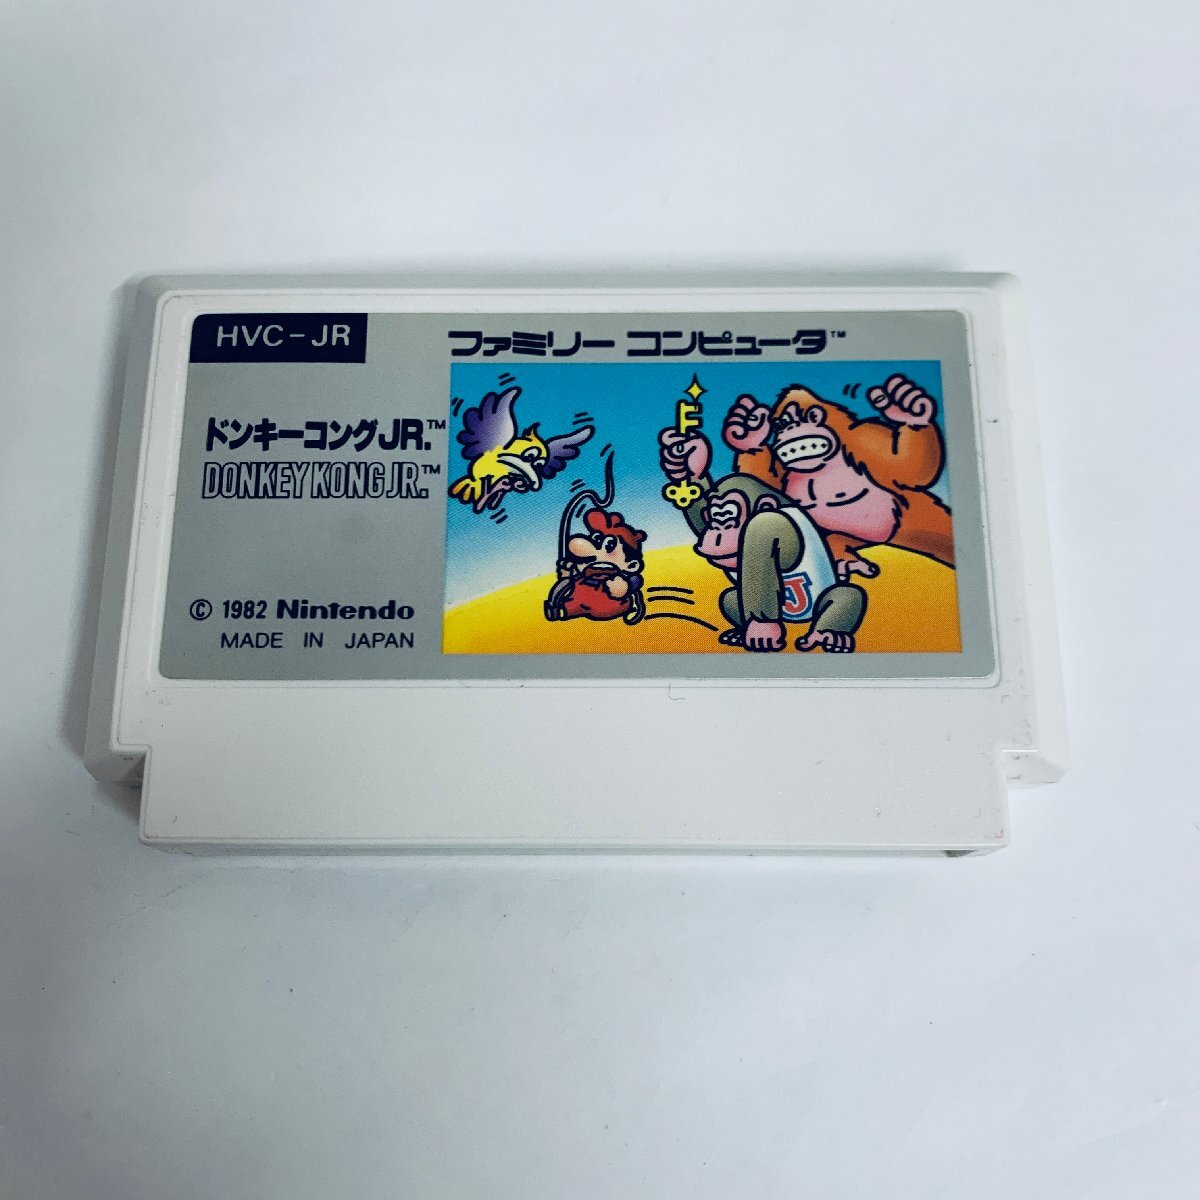 HVC-JR
ファミリー コンピュータ™
ドンキーコングJR.™
DONKEY KONG JR.™
© 1982 Nintendo
MADE IN JAPAN
J